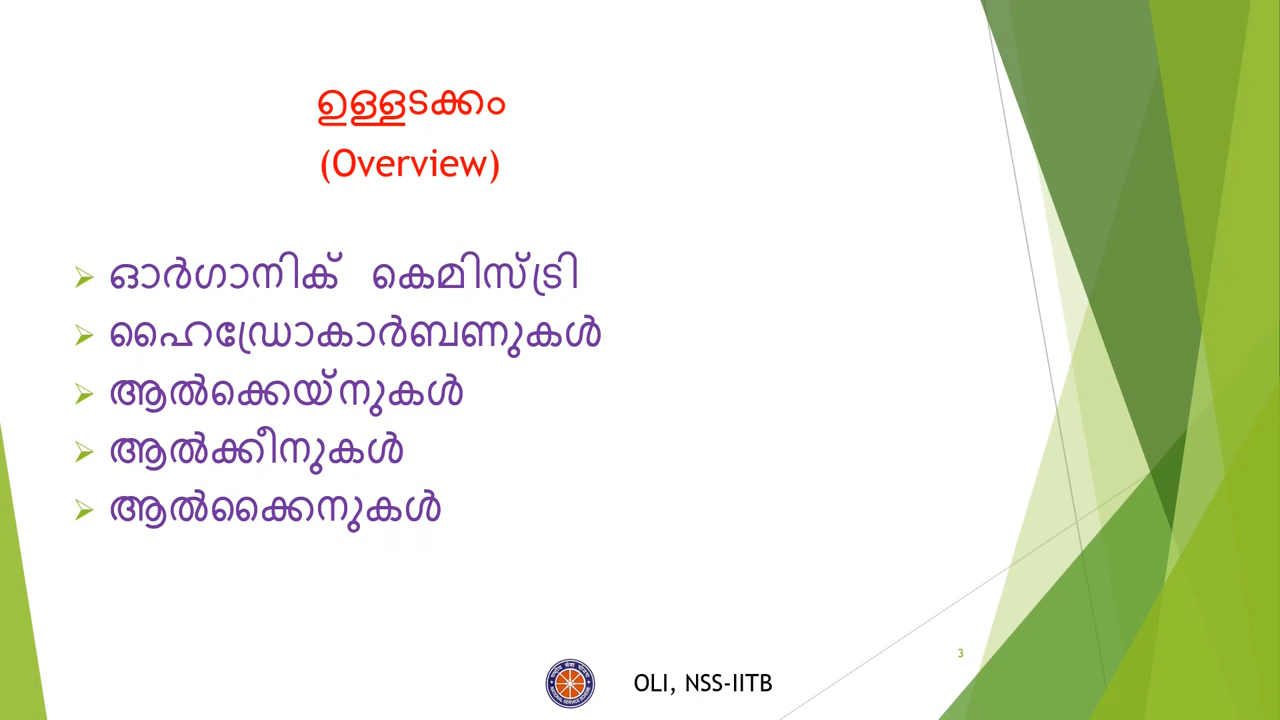 ഉള്ളടക്കം
(Overview)
ഓർഗാനിക് കെമിസ്ട്രി
ഹൈഡ്രോകാർബണുകൾ
ആൽക്കെയ്നുകൾ
ആൽക്കീനുകൾ
ആൽക്കൈനുകൾ
3
OLI, NSS-IITB